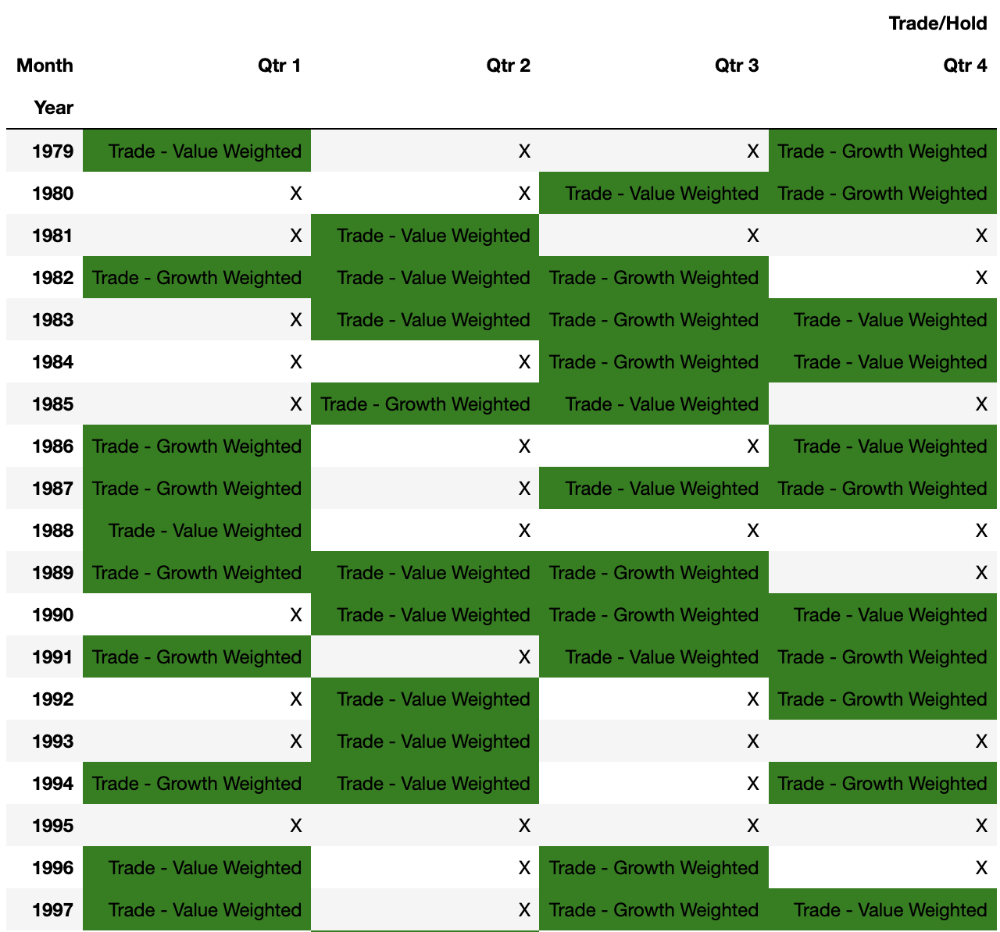 Trade/Hold
Month Qtr 1 Qtr 2 Qtr 3 Qtr 4
Year
1979 Trade - Value Weighted X X Trade - Growth Weighted
1980 X X Trade - Value Weighted Trade - Growth Weighted
1981 X Trade - Value Weighted X X
1982 Trade - Growth Weighted Trade - Value Weighted Trade - Growth Weighted X
1983 X Trade - Value Weighted Trade - Growth Weighted Trade - Value Weighted
1984 X X Trade - Growth Weighted Trade - Value Weighted
1985 X Trade - Growth Weighted Trade - Value Weighted X
1986 Trade - Growth Weighted X X Trade - Value Weighted
1987 Trade - Growth Weighted X Trade - Value Weighted Trade - Growth Weighted
1988 Trade - Value Weighted X X X
1989 Trade - Growth Weighted Trade - Value Weighted Trade - Growth Weighted X
1990 X Trade - Value Weighted Trade - Growth Weighted Trade - Value Weighted
1991 Trade - Growth Weighted X Trade - Value Weighted Trade - Growth Weighted
1992 X Trade - Value Weighted X Trade - Growth Weighted
1993 X Trade - Value Weighted X X
1994 Trade - Growth Weighted Trade - Value Weighted X Trade - Growth Weighted
1995 X X X X
1996 Trade - Value Weighted X Trade - Growth Weighted X
1997 Trade - Value Weighted X Trade - Growth Weighted Trade - Value Weighted